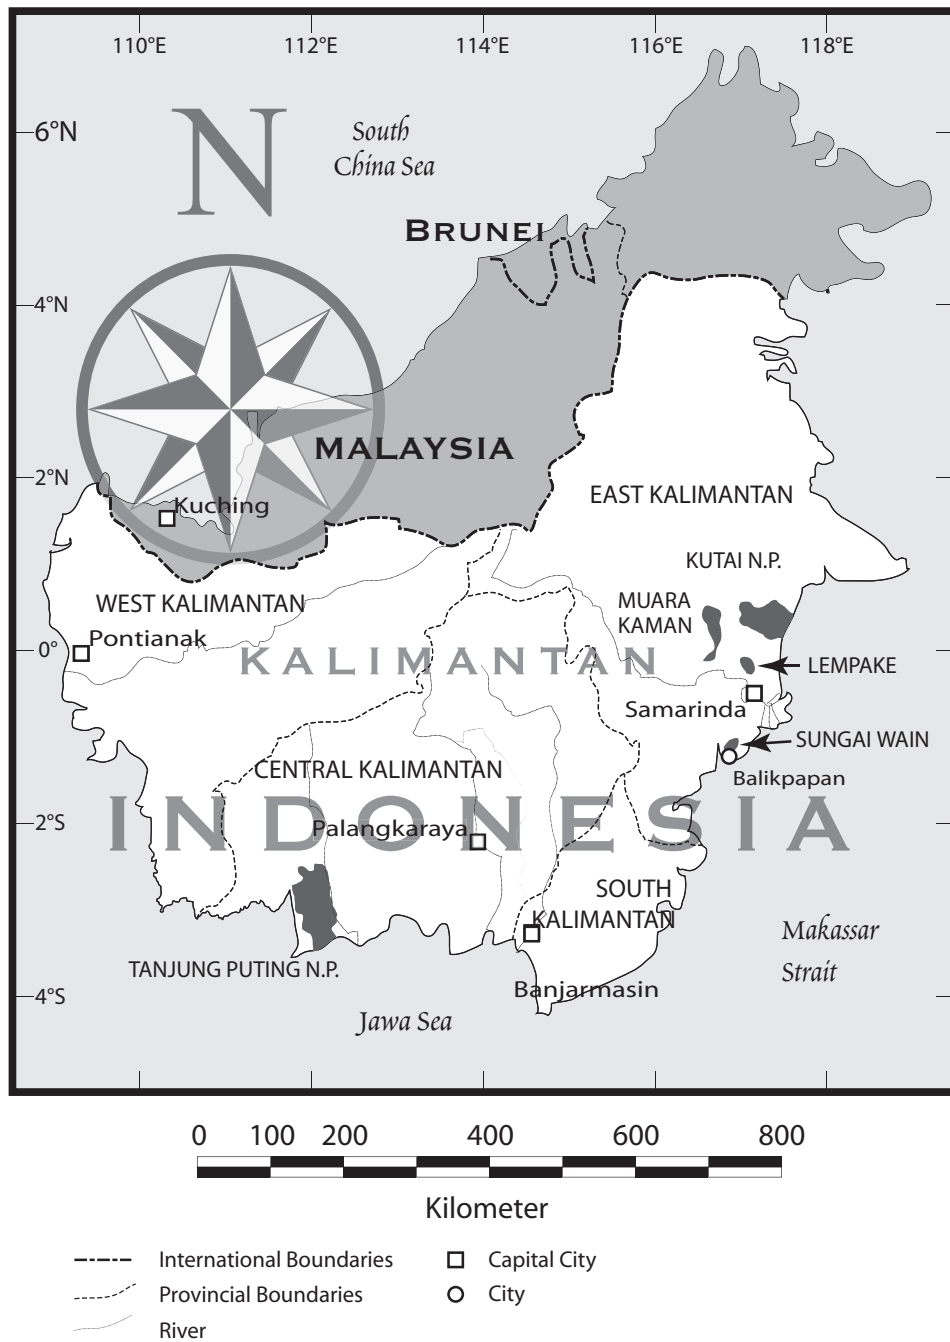 110°E 112°E 114°E 116°E 118°E
6°N
N
South
China Sea
BRUNEI
4°N
MALAYSIA
2°N
Kuching
EAST KALIMANTAN
KUTAI N.P.
WEST KALIMANTAN
MUARA
KAMAN
Pontianak
0°
KALIMANTAN
LEMPAKE
Samarinda
SUNGAI WAIN
CENTRAL KALIMANTAN
Balikpapan
INDONESIA
2°S
Palangkaraya
SOUTH
KALIMANTAN
Makassar
Strait
TANJUNG PUTING N.P.
Banjarmasin
4°S
Jawa Sea
0 100 200 400 600 800
Kilometer
International Boundaries
Capital City
Provincial Boundaries
City
River